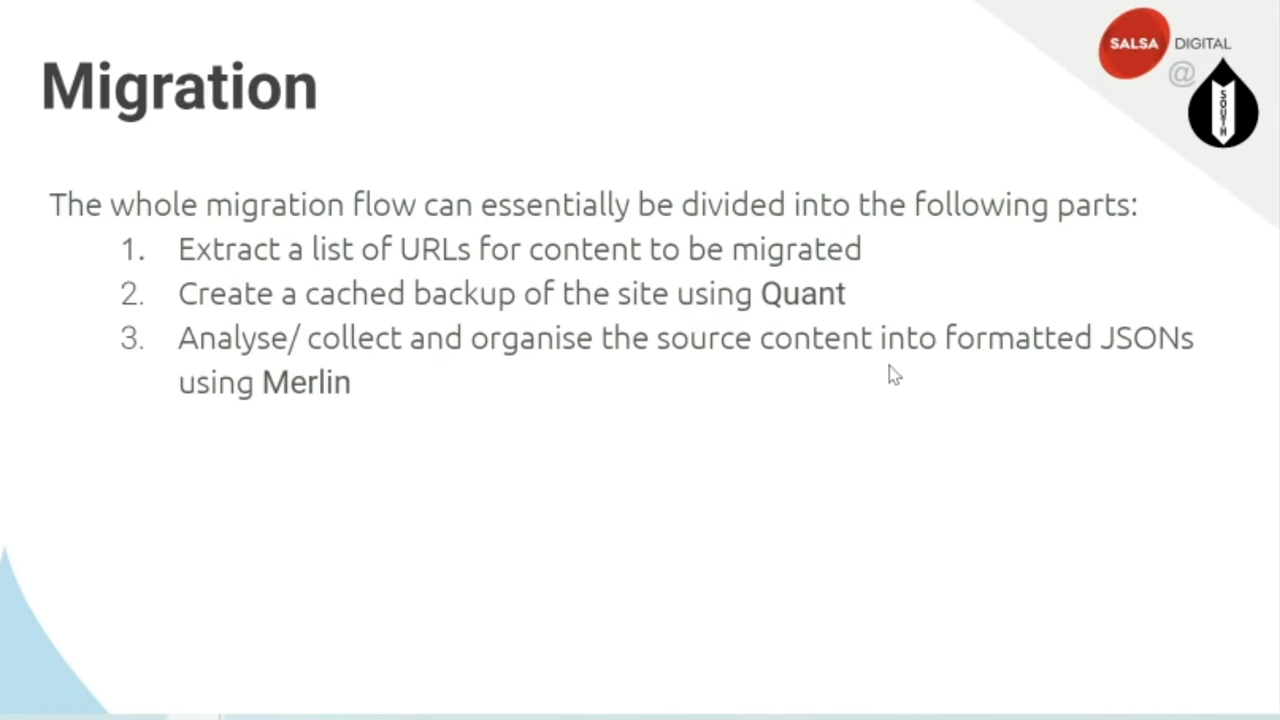 SALSA DIGITAL
@
SOUTH
Migration
The whole migration flow can essentially be divided into the following parts:
1. Extract a list of URLs for content to be migrated
2. Create a cached backup of the site using Quant
3. Analyse/ collect and organise the source content into formatted JSONs
using Merlin